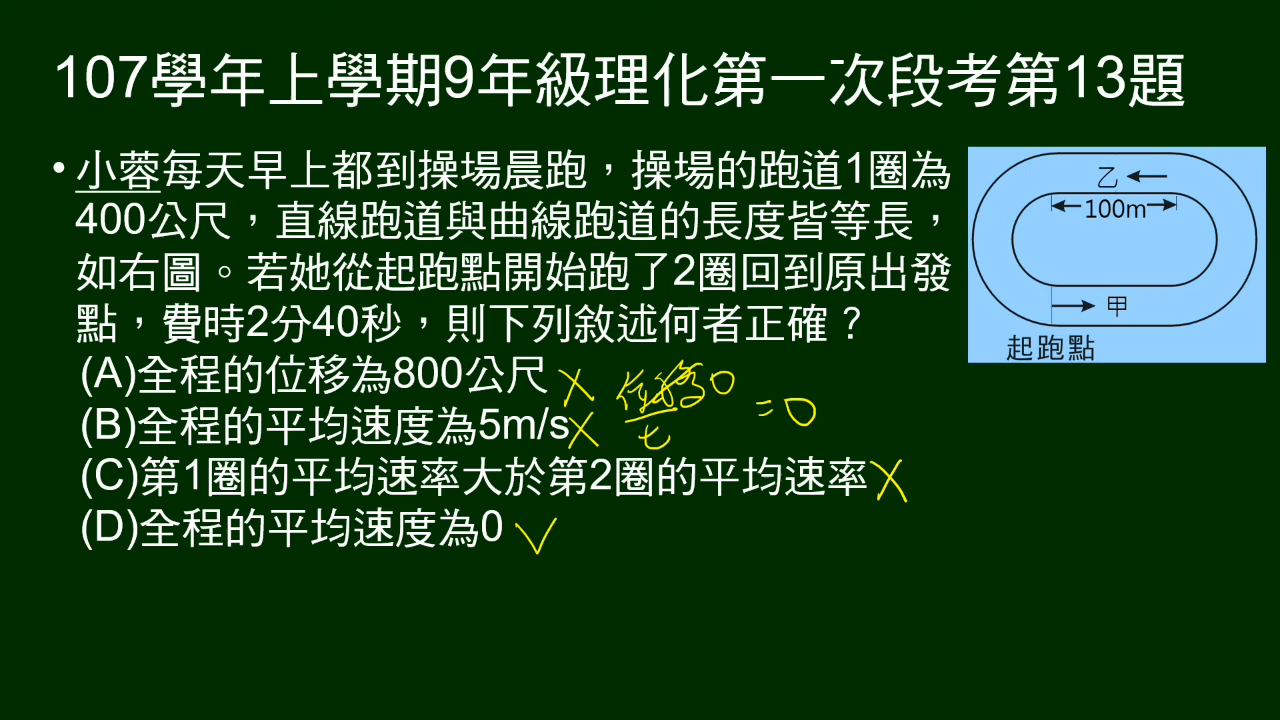 107學年上學期9年級理化第一次段考第13題
• 小蓉每天早上都到操場晨跑，操場的跑道1圈為
400公尺，直線跑道與曲線跑道的長度皆等長，
如右圖。若她從起跑點開始跑了2圈回到原出發
點，費時2分40秒，則下列敘述何者正確？
(A)全程的位移為800公尺 X
(B)全程的平均速度為5m/s X
位移0
t
=0
(C)第1圈的平均速率大於第2圈的平均速率 X
(D)全程的平均速度為0 ✓
乙
100m
甲
起跑點